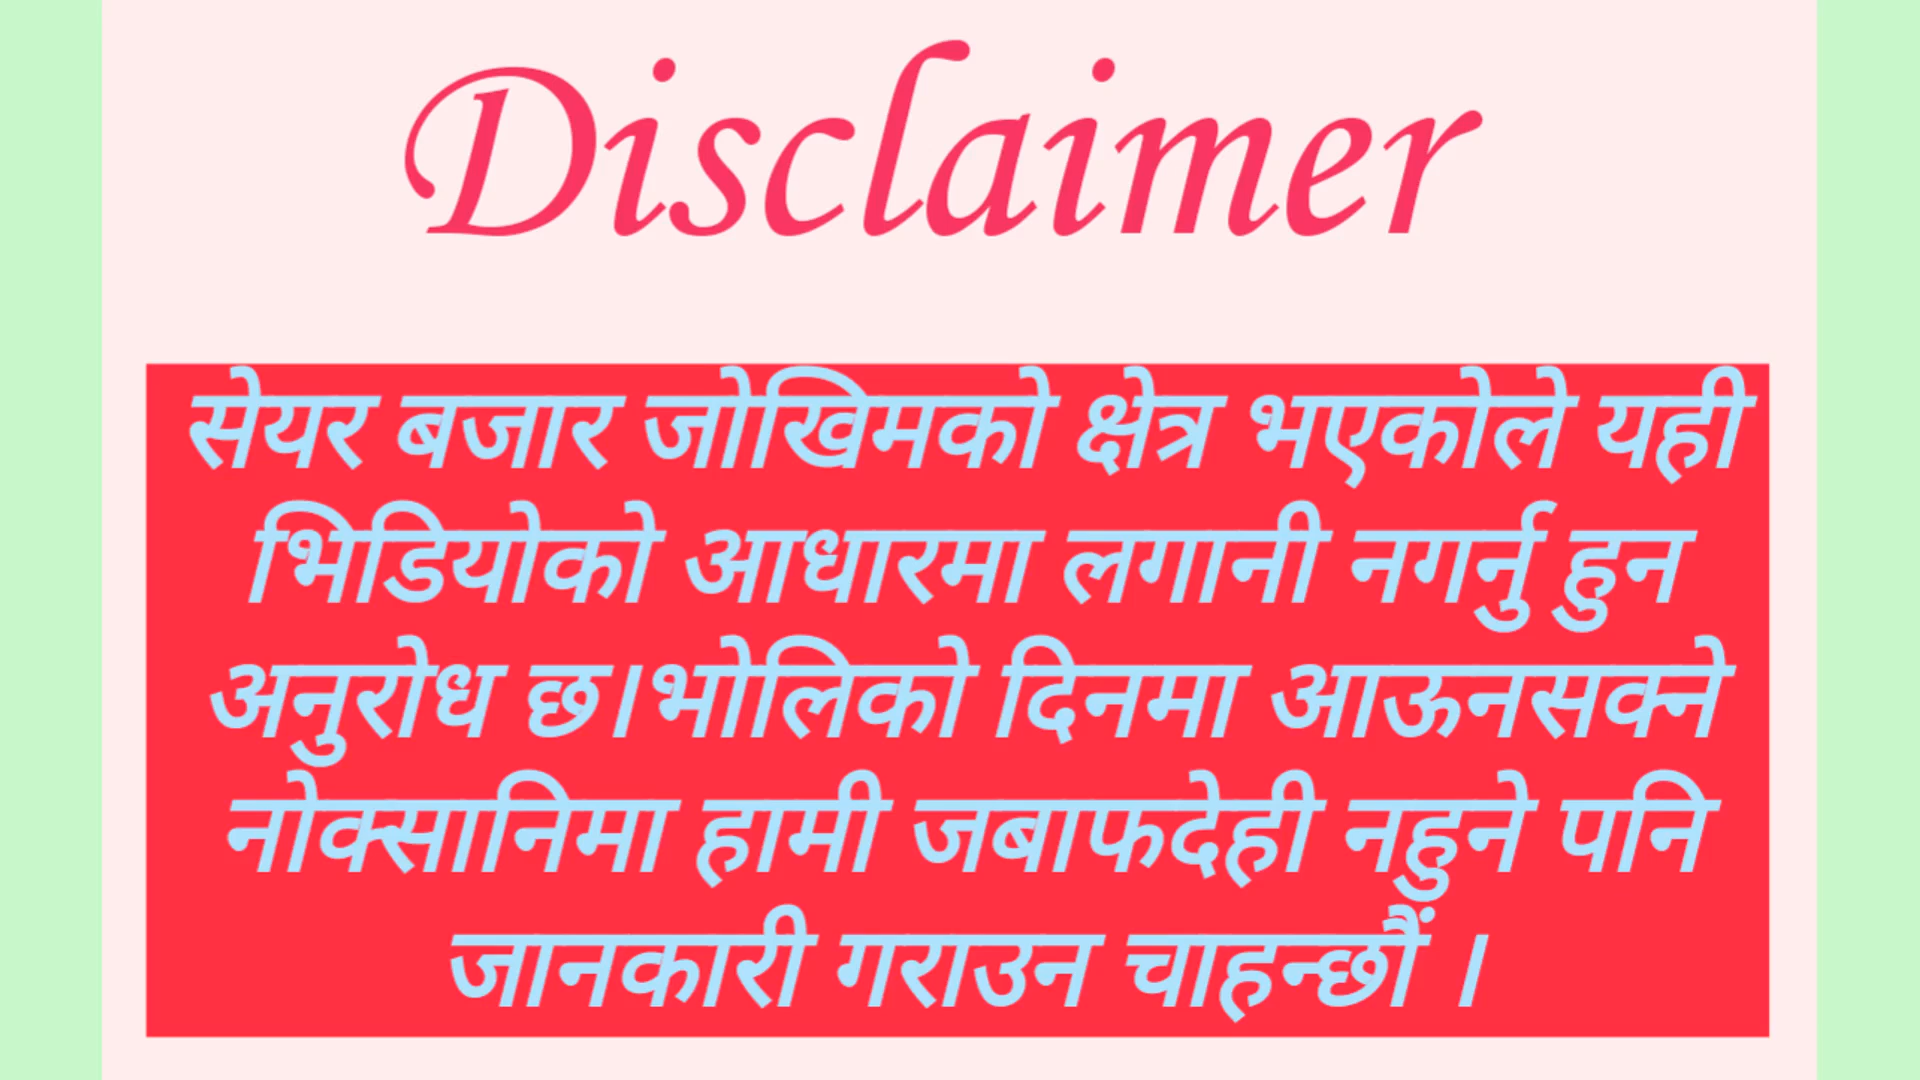 Disclaimer
सेयर बजार जोखिमको क्षेत्र भएकोले यही
भिडियोको आधारमा लगानी नगर्नु हुन
अनुरोध छ।भोलिको दिनमा आऊनसक्ने
नोक्सानिमा हामी जबाफदेही नहुने पनि
जानकारी गराउन चाहन्छौं ।